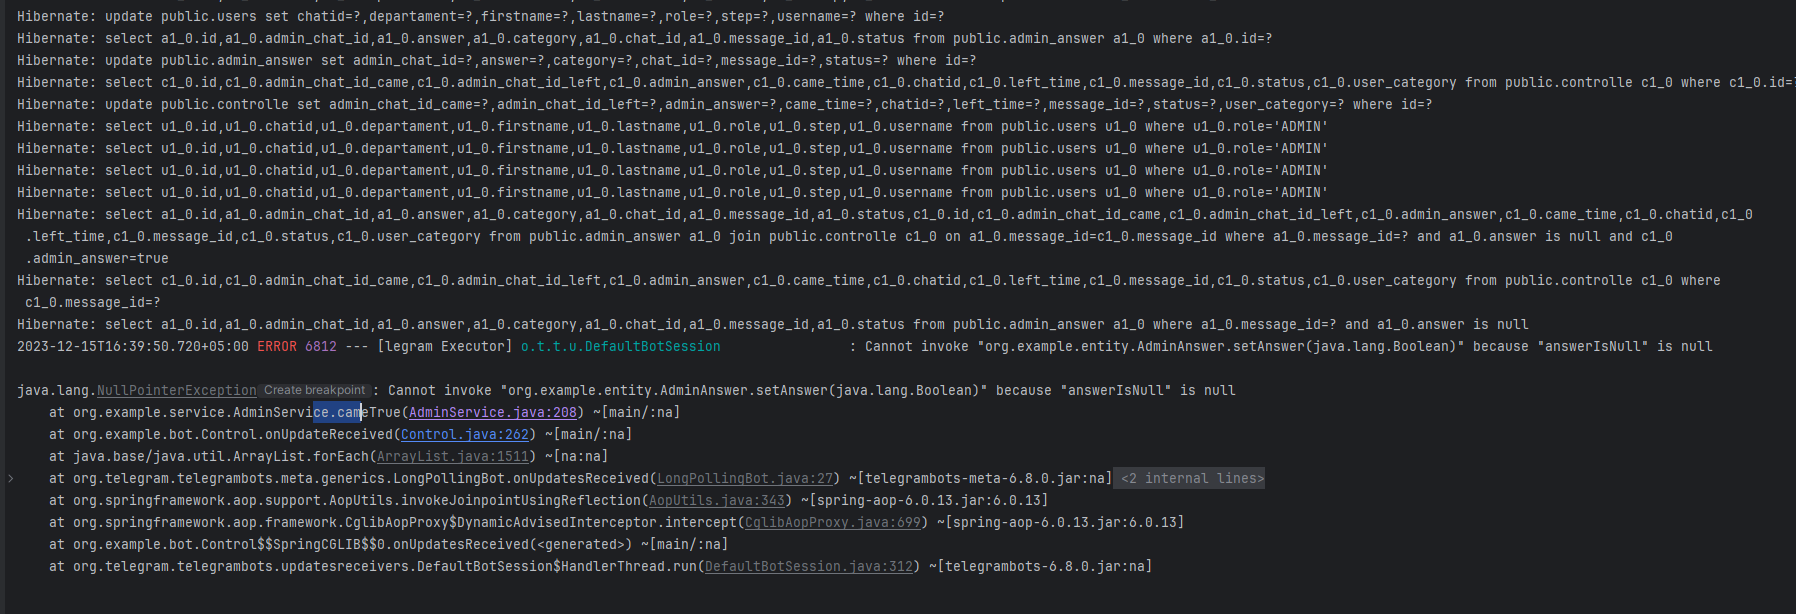 Hibernate: update public.users set chatid=?,departament=?,firstname=?,lastname=?,role=?,step=?,username=? where id=?
Hibernate: select a1_0.id,a1_0.admin_chat_id,a1_0.answer,a1_0.category,a1_0.chat_id,a1_0.message_id,a1_0.status from public.admin_answer a1_0 where a1_0.id=?
Hibernate: update public.admin_answer set admin_chat_id=?,answer=?,category=?,chat_id=?,message_id=?,status=? where id=?
Hibernate: select c1_0.id,c1_0.admin_chat_id_came,c1_0.admin_chat_id_left,c1_0.admin_answer,c1_0.came_time,c1_0.chatid,c1_0.left_time,c1_0.message_id,c1_0.status,c1_0.user_category from public.controlle c1_0 where c1_0.id=?
Hibernate: update public.controlle set admin_chat_id_came=?,admin_chat_id_left=?,admin_answer=?,came_time=?,chatid=?,left_time=?,message_id=?,status=?,user_category=? where id=?
Hibernate: select u1_0.id,u1_0.chatid,u1_0.departament,u1_0.firstname,u1_0.lastname,u1_0.role,u1_0.step,u1_0.username from public.users u1_0 where u1_0.role='ADMIN'
Hibernate: select u1_0.id,u1_0.chatid,u1_0.departament,u1_0.firstname,u1_0.lastname,u1_0.role,u1_0.step,u1_0.username from public.users u1_0 where u1_0.role='ADMIN'
Hibernate: select u1_0.id,u1_0.chatid,u1_0.departament,u1_0.firstname,u1_0.lastname,u1_0.role,u1_0.step,u1_0.username from public.users u1_0 where u1_0.role='ADMIN'
Hibernate: select u1_0.id,u1_0.chatid,u1_0.departament,u1_0.firstname,u1_0.lastname,u1_0.role,u1_0.step,u1_0.username from public.users u1_0 where u1_0.role='ADMIN'
Hibernate: select a1_0.id,a1_0.admin_chat_id,a1_0.answer,a1_0.category,a1_0.chat_id,a1_0.message_id,a1_0.status,c1_0.id,c1_0.admin_chat_id_came,c1_0.admin_chat_id_left,c1_0.admin_answer,c1_0.came_time,c1_0.chatid,c1_0
.left_time,c1_0.message_id,c1_0.status,c1_0.user_category from public.admin_answer a1_0 join public.controlle c1_0 on a1_0.message_id=c1_0.message_id where a1_0.message_id=? and a1_0.answer is null and c1_0
.admin_answer=true
Hibernate: select c1_0.id,c1_0.admin_chat_id_came,c1_0.admin_chat_id_left,c1_0.admin_answer,c1_0.came_time,c1_0.chatid,c1_0.left_time,c1_0.message_id,c1_0.status,c1_0.user_category from public.controlle c1_0 where
c1_0.message_id=?
Hibernate: select a1_0.id,a1_0.admin_chat_id,a1_0.answer,a1_0.category,a1_0.chat_id,a1_0.message_id,a1_0.status from public.admin_answer a1_0 where a1_0.message_id=? and a1_0.answer is null
2023-12-15T16:39:50.720+05:00 ERROR 6812 --- [legram Executor] o.t.t.u.DefaultBotSession : Cannot invoke "org.example.entity.AdminAnswer.setAnswer(java.lang.Boolean)" because "answerIsNull" is null
java.lang.NullPointerException Create breakpoint : Cannot invoke "org.example.entity.AdminAnswer.setAnswer(java.lang.Boolean)" because "answerIsNull" is null
at org.example.service.AdminService.cameTrue(AdminService.java:208) ~[main/:na]
at org.example.bot.Control.onUpdateReceived(Control.java:262) ~[main/:na]
at java.base/java.util.ArrayList.forEach(ArrayList.java:1511) ~[na:na]
at org.telegram.telegrambots.meta.generics.LongPollingBot.onUpdatesReceived(LongPollingBot.java:27) ~[telegrambots-meta-6.8.0.jar:na] <2 internal lines>
at org.springframework.aop.support.AopUtils.invokeJoinpointUsingReflection(AopUtils.java:343) ~[spring-aop-6.0.13.jar:6.0.13]
at org.springframework.aop.framework.CglibAopProxy$DynamicAdvisedInterceptor.intercept(CglibAopProxy.java:699) ~[spring-aop-6.0.13.jar:6.0.13]
at org.example.bot.Control$$SpringCGLIB$$0.onUpdatesReceived(<generated>) ~[main/:na]
at org.telegram.telegrambots.updatesreceivers.DefaultBotSession$HandlerThread.run(DefaultBotSession.java:312) ~[telegrambots-6.8.0.jar:na]